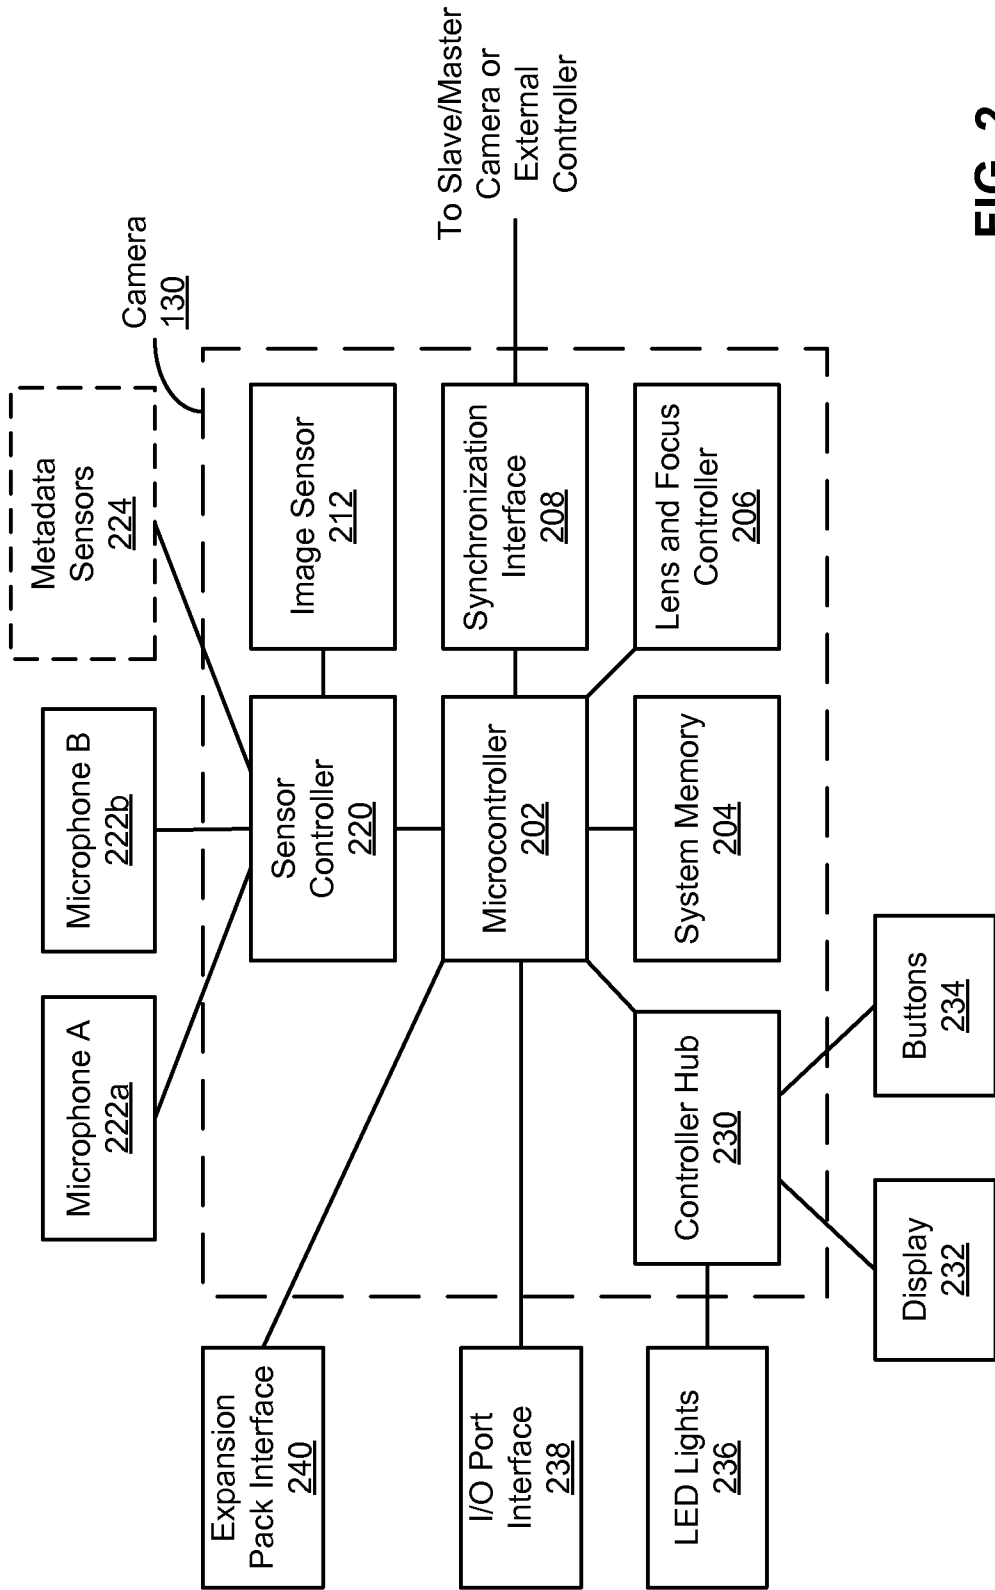 Microphone A
222a
Microphone B
222b
Metadata
Sensors
224
Camera
130
Expansion
Pack Interface
240
Sensor
Controller
220
Image Sensor
212
I/O Port
Interface
238
Microcontroller
202
Synchronization
Interface
208
To Slave/Master
Camera or
External
Controller
LED Lights
236
Controller Hub
230
System Memory
204
Lens and Focus
Controller
206
Display
232
Buttons
234
FIG. 2